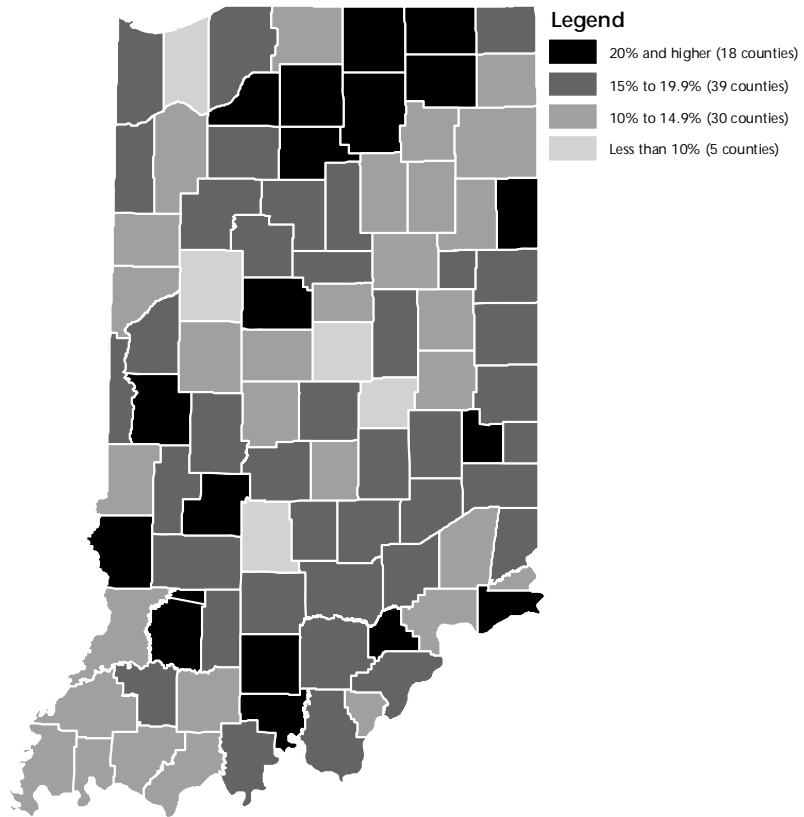 Legend
20% and higher (18 counties)
15% to 19.9% (39 counties)
10% to 14.9% (30 counties)
Less than 10% (5 counties)